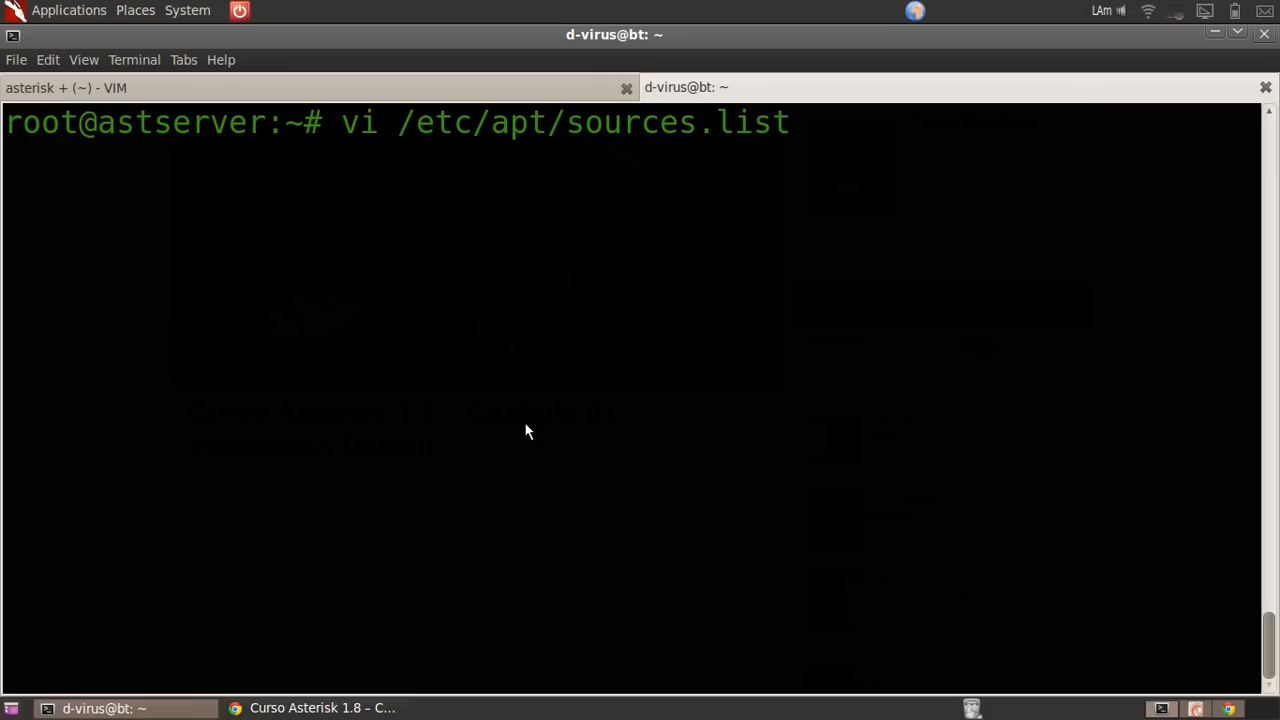 Applications Places System
LAm
d-virus@bt: ~
File Edit View Terminal Tabs Help
asterisk + (~) - VIM
d-virus@bt: ~
root@astserver:~# vi /etc/apt/sources.list
Asterisk
d-virus@bt: ~
Curso Asterisk 1.8 – C...